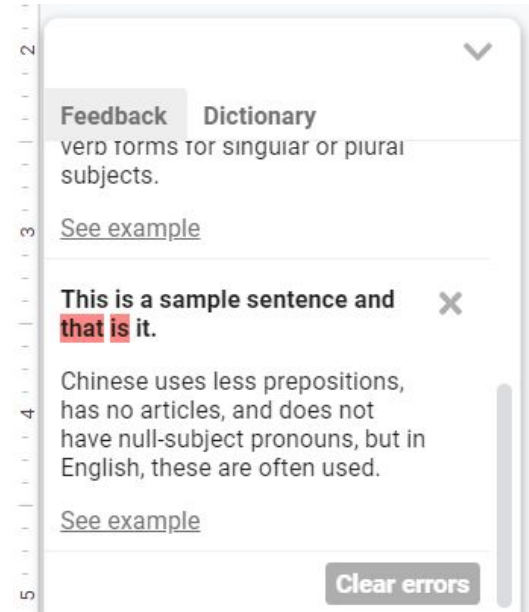 2
Feedback Dictionary
verb forms for singular or plural
subjects.
See example
3
This is a sample sentence and
that is it.
Chinese uses less prepositions,
has no articles, and does not
have null-subject pronouns, but in
English, these are often used.
4
See example
Clear errors
5